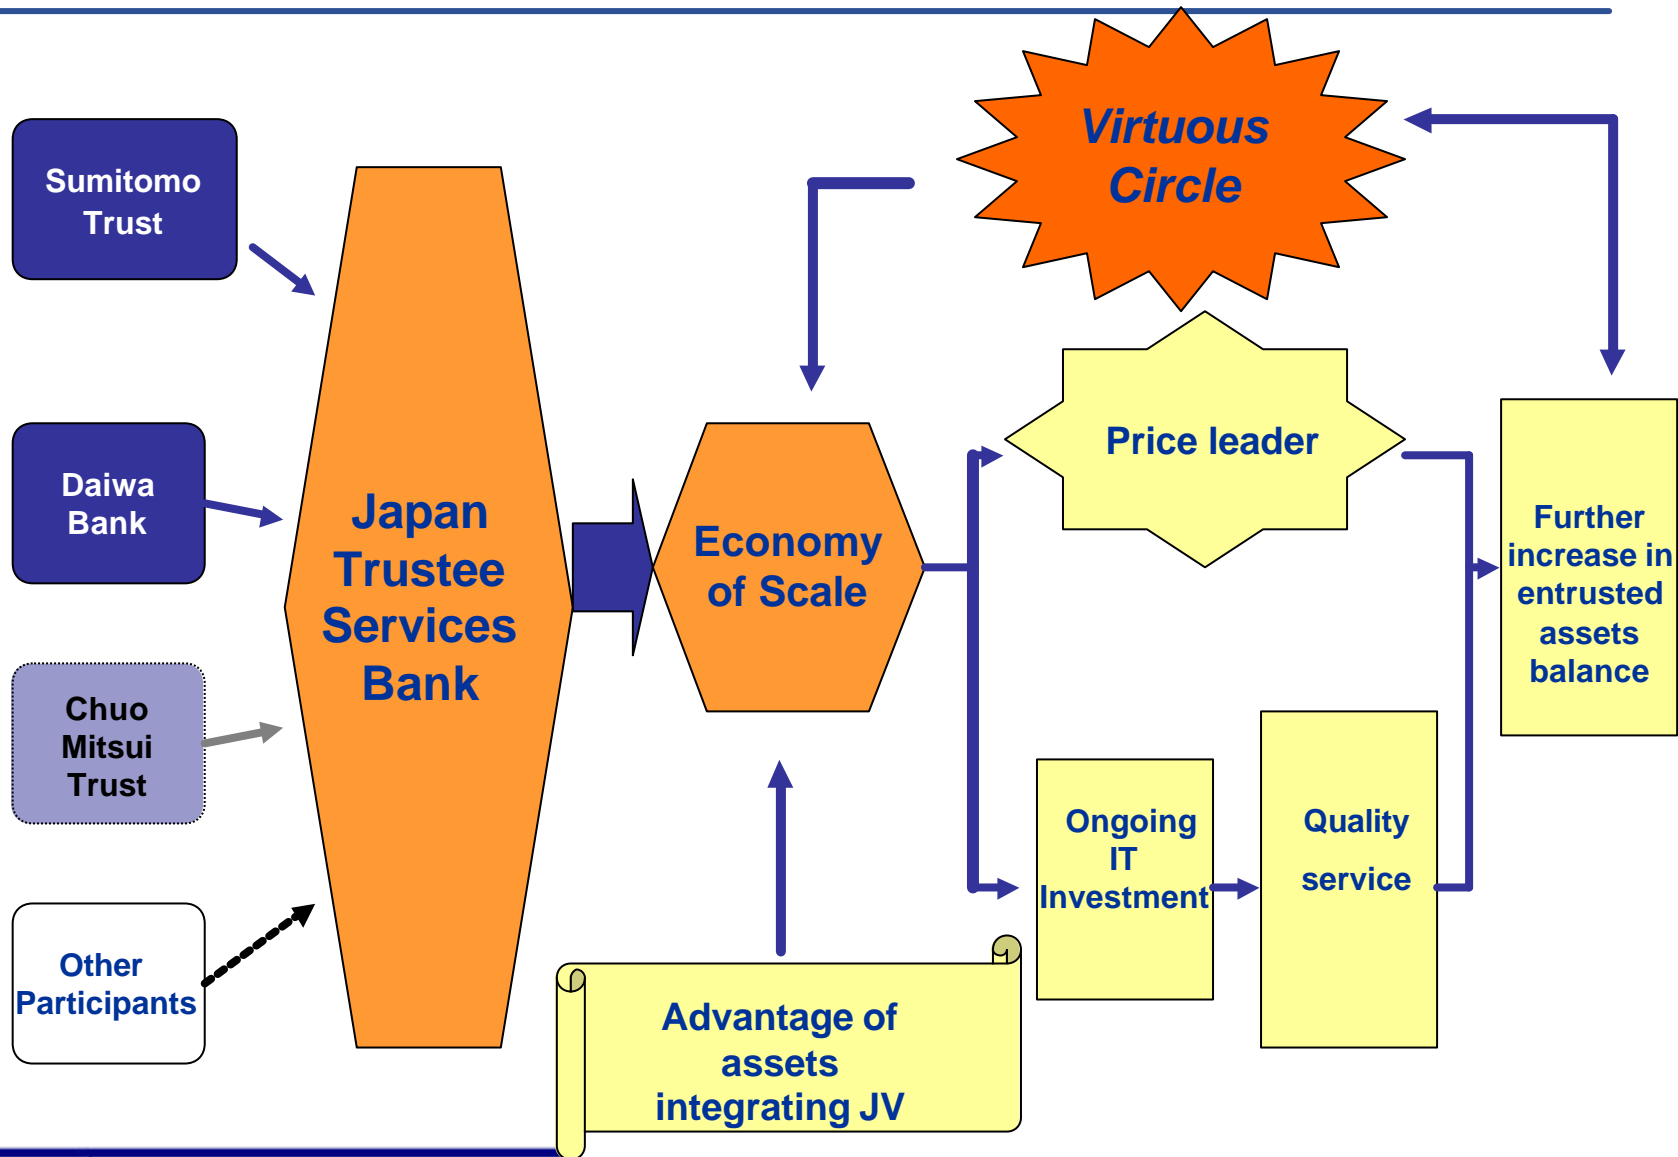 Virtuous
Circle
Sumitomo
Trust
Daiwa
Bank
Chuo
Mitsui
Trust
Other
Participants
Japan
Trustee
Services
Bank
Economy
of Scale
Price leader
Ongoing
IT
Investment
Quality
service
Further
increase in
entrusted
assets
balance
Advantage of
assets
integrating JV